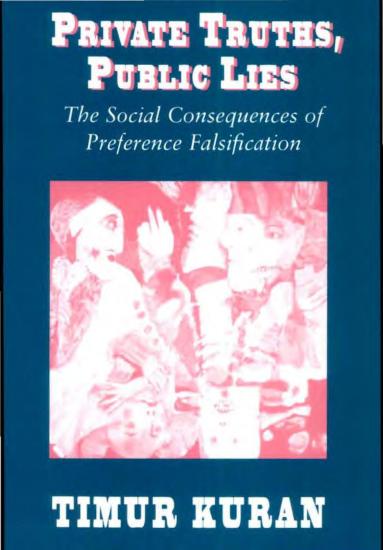 PRIVATE TRUTHS,
PUBLIC LIES
The Social Consequences of
Preference Falsification
TIMUR KURAN